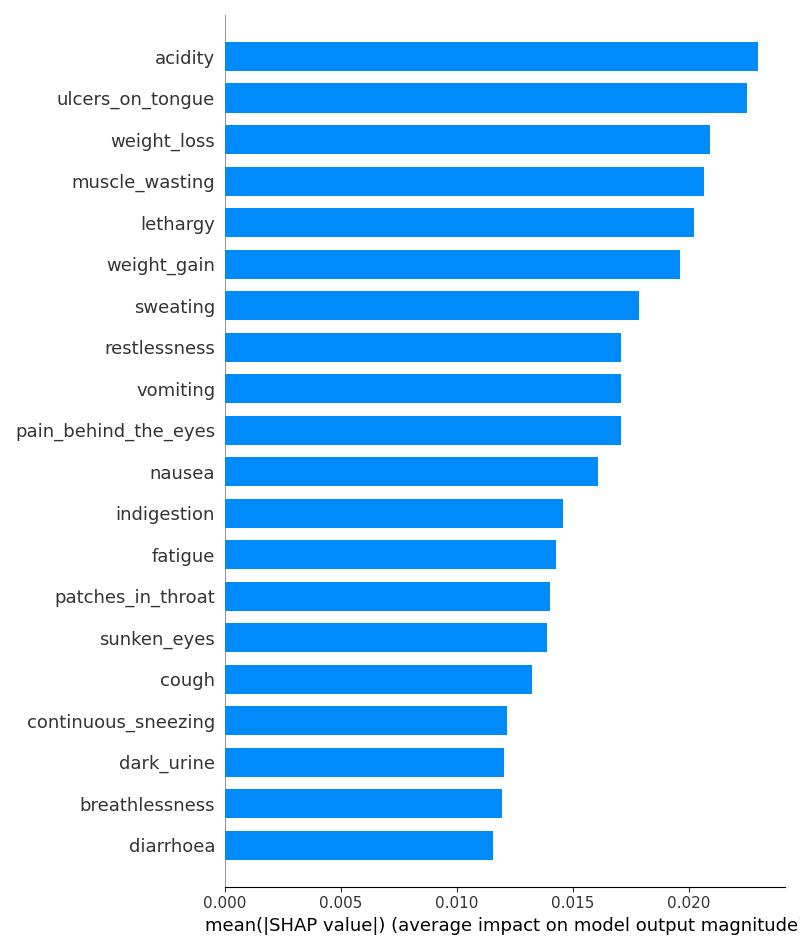 acidity
ulcers_on_tongue
weight_loss
muscle_wasting
lethargy
weight_gain
sweating
restlessness
vomiting
pain_behind_the_eyes
nausea
indigestion
fatigue
patches_in_throat
sunken_eyes
cough
continuous_sneezing
dark_urine
breathlessness
diarrhoea
0.000 0.005 0.010 0.015 0.020
mean(|SHAP value|) (average impact on model output magnitude